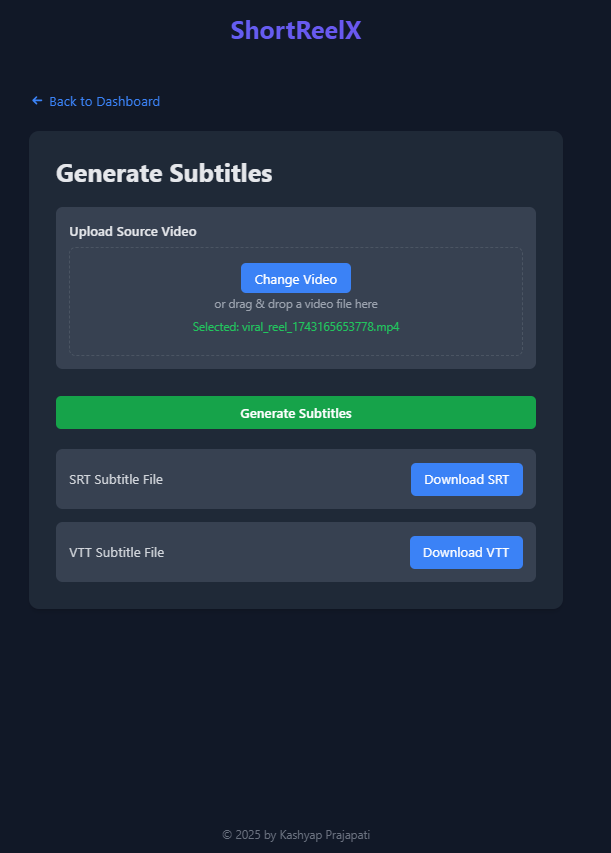 ShortReelX
← Back to Dashboard
Generate Subtitles
Upload Source Video
Change Video
or drag & drop a video file here
Selected: viral_reel_1743165653778.mp4
Generate Subtitles
SRT Subtitle File
Download SRT
VTT Subtitle File
Download VTT
© 2025 by Kashyap Prajapati